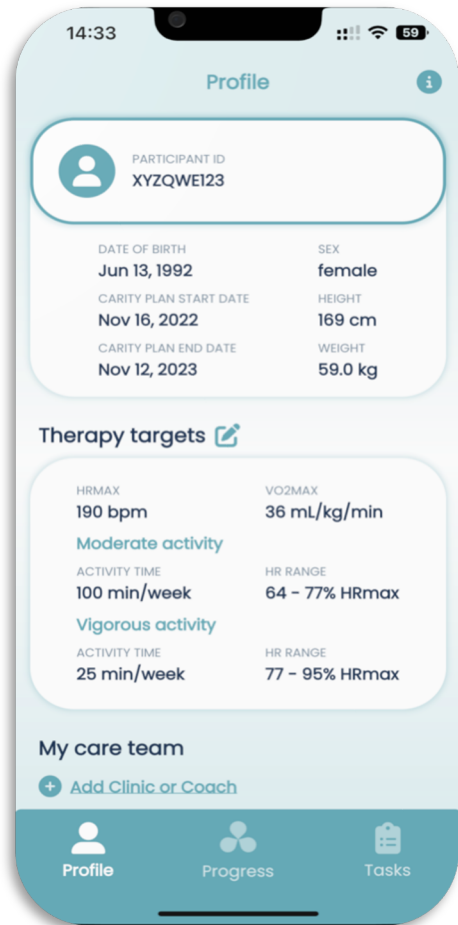 14:33
59
Profile
i
PARTICIPANT ID
XYZQWE123
DATE OF BIRTH
SEX
Jun 13, 1992
female
CARITY PLAN START DATE
HEIGHT
Nov 16, 2022
169 cm
CARITY PLAN END DATE
WEIGHT
Nov 12, 2023
59.0 kg
Therapy targets
HRMAX
VO2MAX
190 bpm
36 mL/kg/min
Moderate activity
ACTIVITY TIME
HR RANGE
100 min/week
64 - 77% HRmax
Vigorous activity
ACTIVITY TIME
HR RANGE
25 min/week
77 - 95% HRmax
My care team
Add Clinic or Coach
Profile
Progress
Tasks